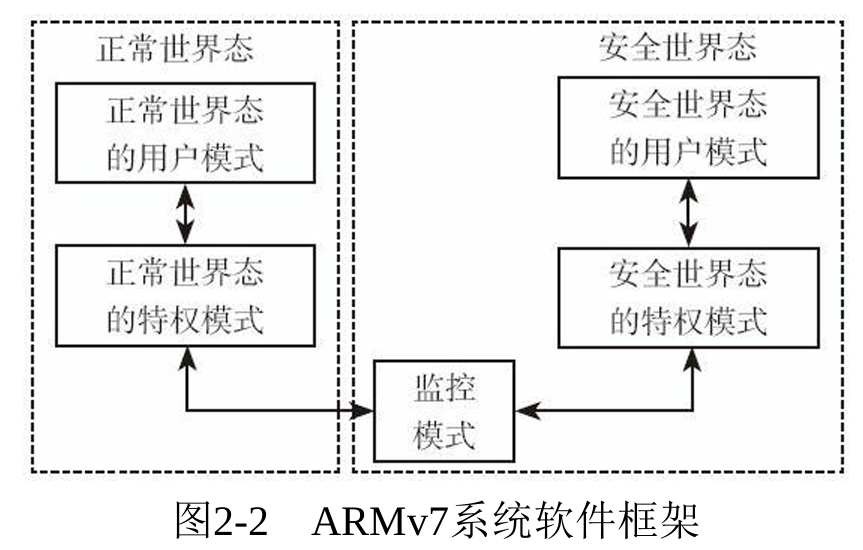 正常世界态
正常世界态
的用户模式
正常世界态
的特权模式
安全世界态
安全世界态
的用户模式
安全世界态
的特权模式
监控
模式
图2-2 ARMv7系统软件框架